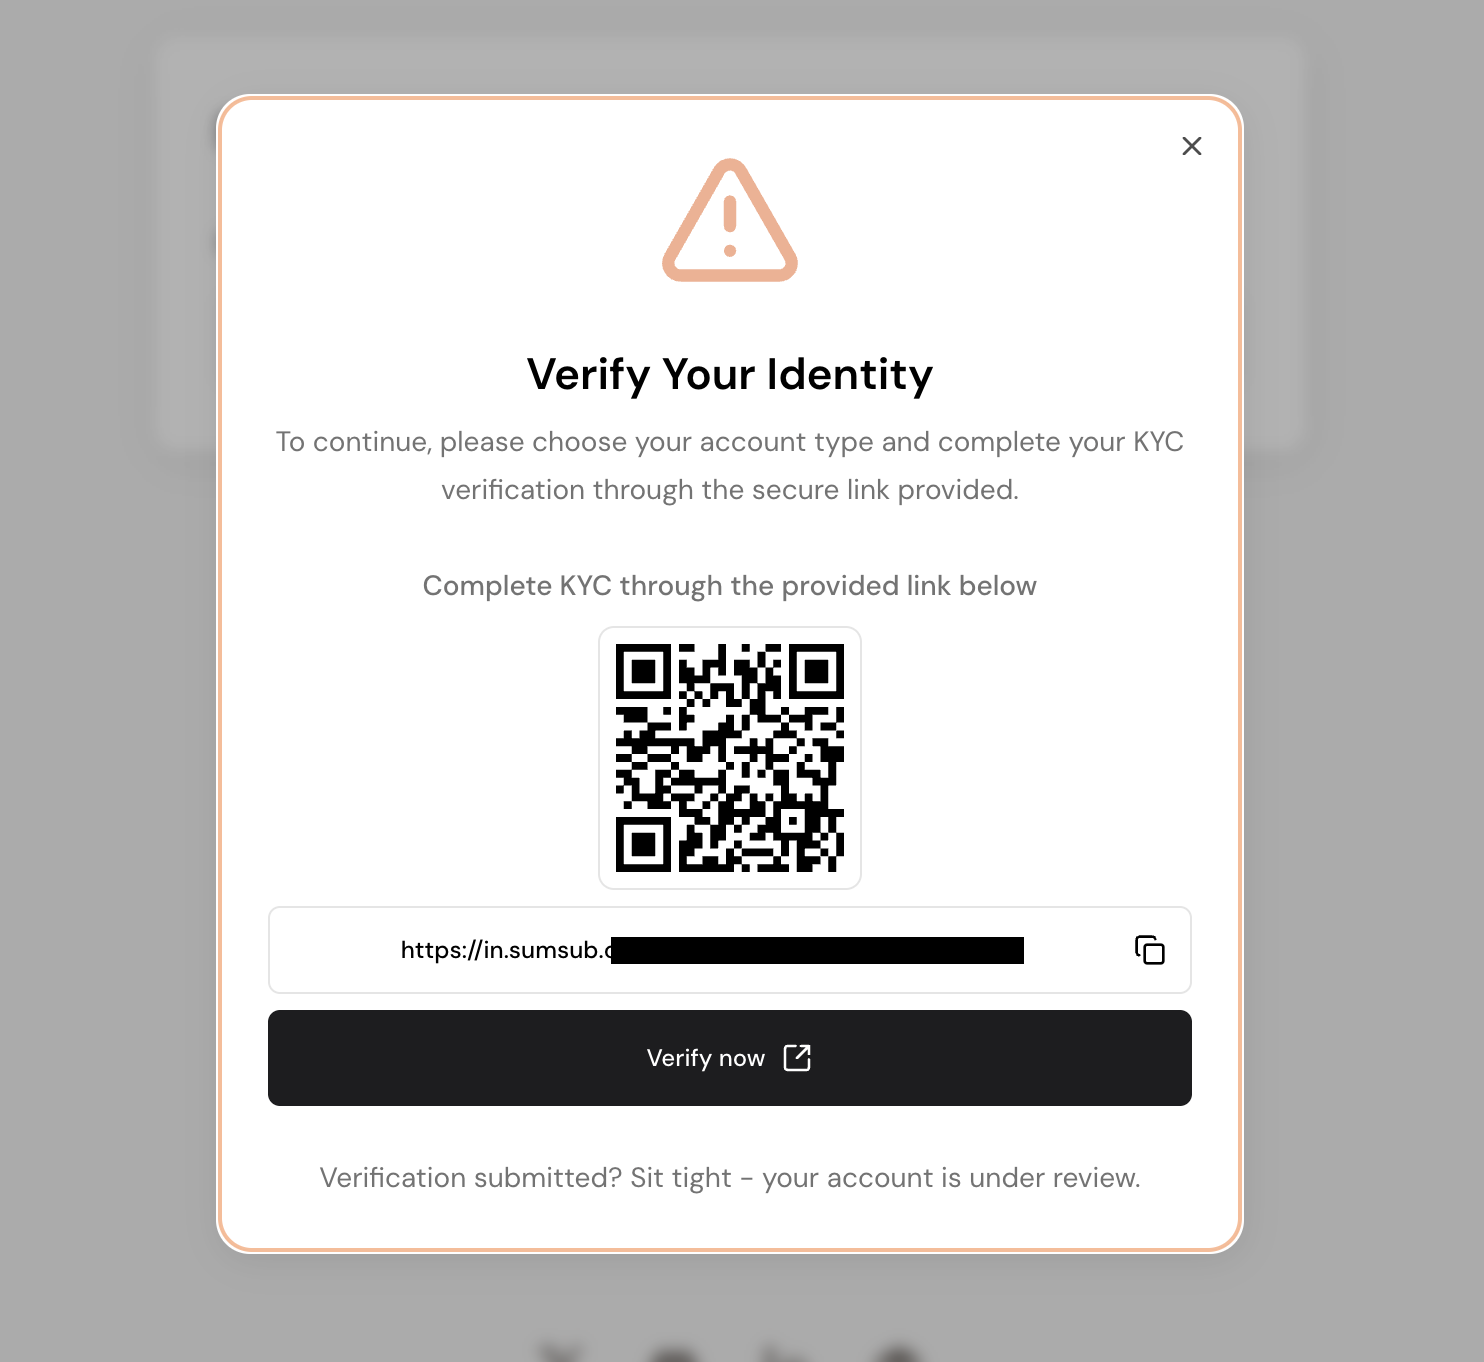 Verify Your Identity
To continue, please choose your account type and complete your KYC
verification through the secure link provided.
Complete KYC through the provided link below
https://in.sumsub.
Verify now
Verification submitted? Sit tight - your account is under review.